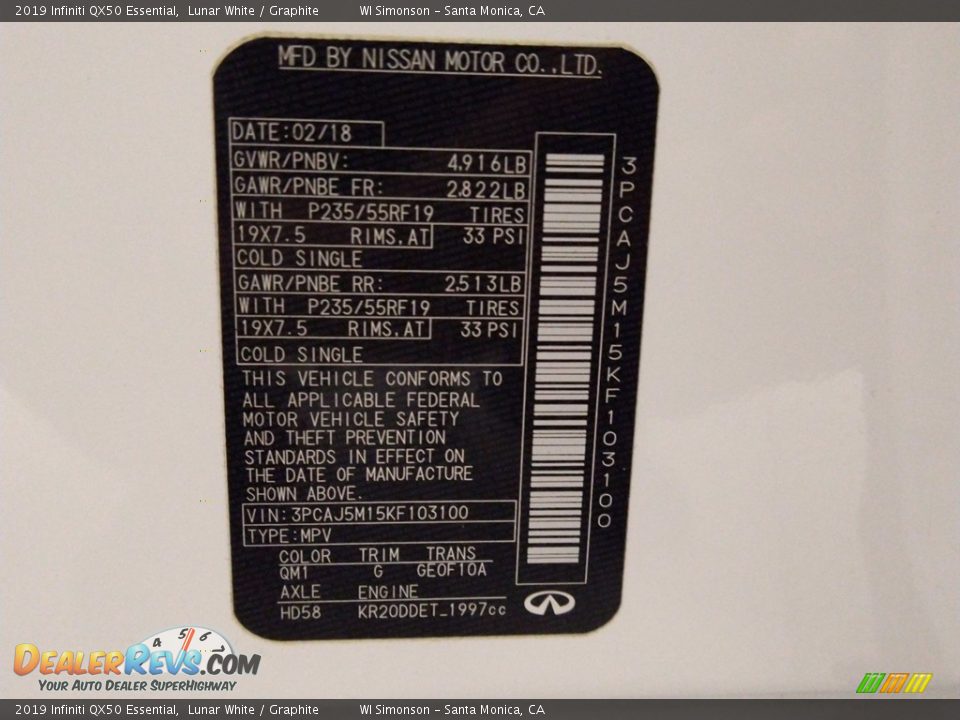 2019 Infiniti QX50 Essential, Lunar White / Graphite WI Simonson - Santa Monica, CA
MFD BY NISSAN MOTOR CO.,LTD.
DATE:02/18
GVWR/PNBV: 4,916LB
GAWR/PNBE FR: 2,822LB
WITH P235/55RF19 TIRES
19X7.5 RIMS,AT 33 PSI
COLD SINGLE
GAWR/PNBE RR: 2,513LB
WITH P235/55RF19 TIRES
19X7.5 RIMS,AT 33 PSI
COLD SINGLE
THIS VEHICLE CONFORMS TO
ALL APPLICABLE FEDERAL
MOTOR VEHICLE SAFETY
AND THEFT PREVENTION
STANDARDS IN EFFECT ON
THE DATE OF MANUFACTURE
SHOWN ABOVE.
VIN:3PCAJ5M15KF103100
TYPE:MPV
COLOR TRIM TRANS
QM1 G GE0F10A
AXLE ENGINE
HD58 KR20DDET_1997cc
3PCAJ5M15KF103100
4 5 6 7
DEALERREVS.COM
YOUR AUTO DEALER SUPERHIGHWAY
2019 Infiniti QX50 Essential, Lunar White / Graphite WI Simonson - Santa Monica, CA